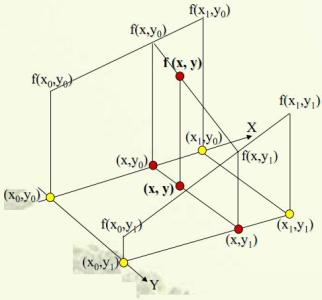 f(x₁,y₀)
f(x,y₀)
f (x, y)
f(x₀,y₀)
f(x₁,y₁)
X
(x₁,y₀)
f(x,y₁)
(x,y₀)
(x, y)
(x₀,y₀)
f(x₀,y₁)
(x₁,y₁)
(x,y₁)
(x₀,y₁)
Y